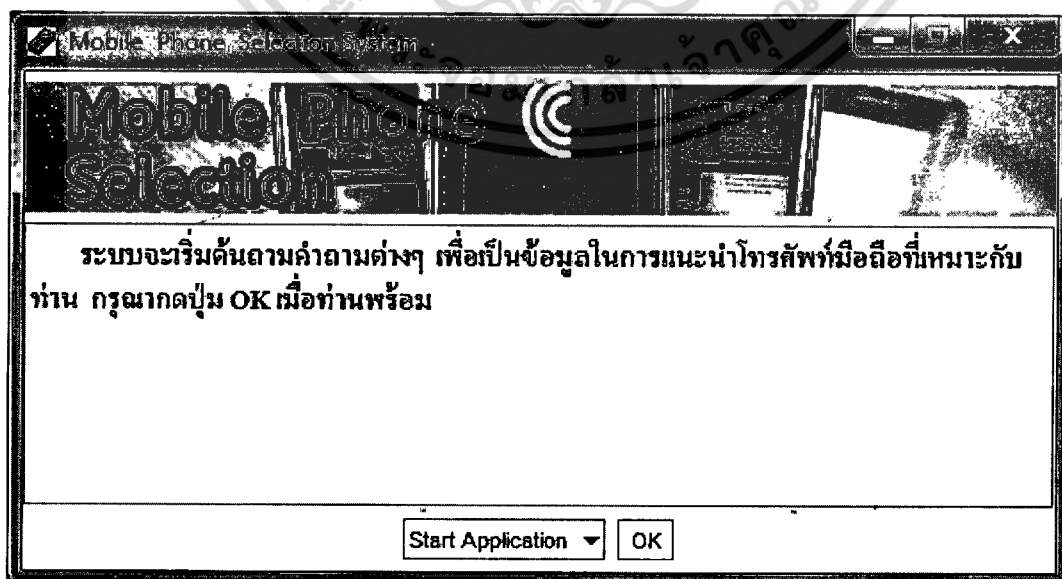 Mobile Phone Selection System
Mobile Phone
Selection
ระบบจะเริ่มต้นถามคำถามต่างๆ เพื่อเป็นข้อมูลในการแนะนำโทรศัพท์มือถือที่เหมาะกับ
ท่าน กรุณากดปุ่ม OK เมื่อท่านพร้อม
Start Application OK